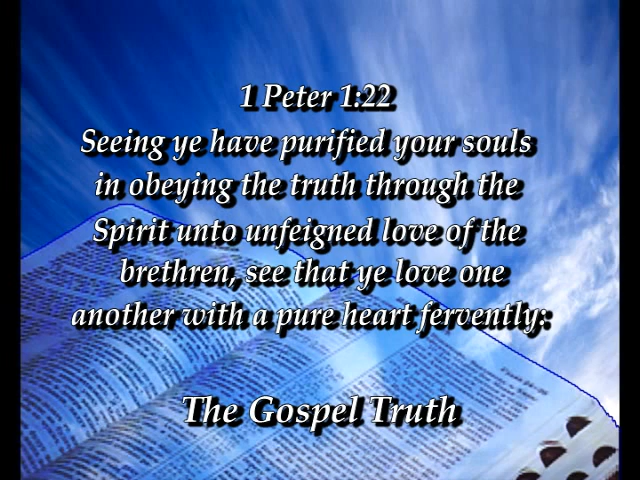 1 Peter 1:22
Seeing ye have purified your souls
in obeying the truth through the
Spirit unto unfeigned love of the
brethren, see that ye love one
another with a pure heart fervently:
The Gospel Truth